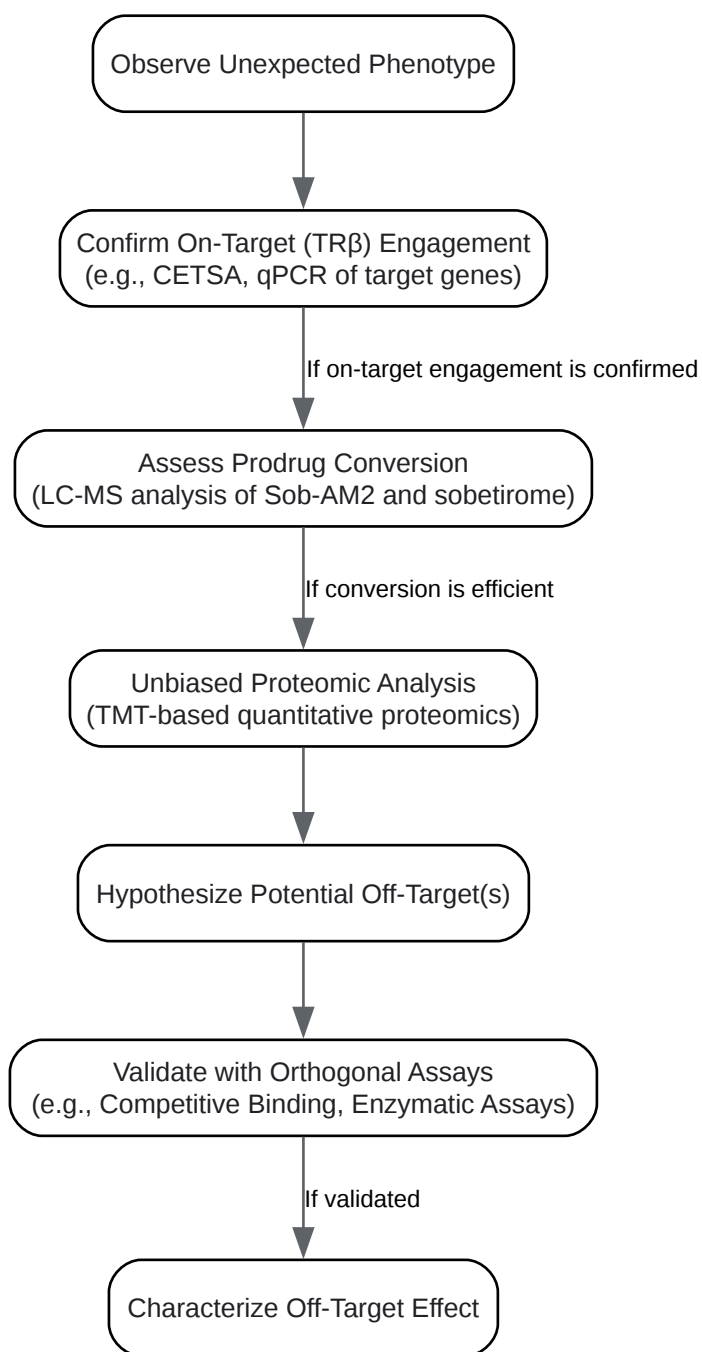 Observe Unexpected Phenotype
Confirm On-Target (TRβ) Engagement
(e.g., CETSA, qPCR of target genes)
If on-target engagement is confirmed
Assess Prodrug Conversion
(LC-MS analysis of Sob-AM2 and sobetirome)
If conversion is efficient
Unbiased Proteomic Analysis
(TMT-based quantitative proteomics)
Hypothesize Potential Off-Target(s)
Validate with Orthogonal Assays
(e.g., Competitive Binding, Enzymatic Assays)
If validated
Characterize Off-Target Effect